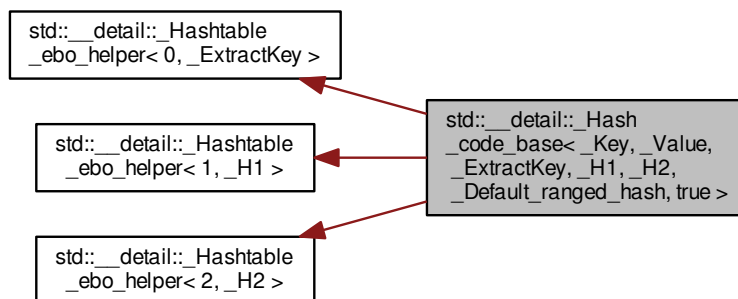 std::__detail::_Hashtable
_ebo_helper< 0, _ExtractKey >
std::__detail::_Hash
_code_base< _Key, _Value,
_ExtractKey, _H1, _H2,
_Default_ranged_hash, true >
std::__detail::_Hashtable
_ebo_helper< 1, _H1 >
std::__detail::_Hashtable
_ebo_helper< 2, _H2 >